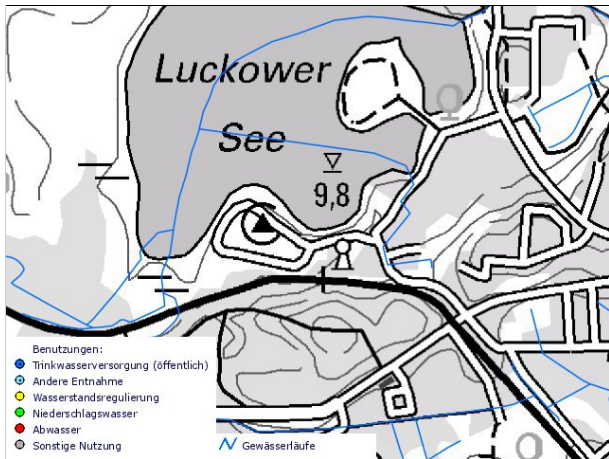 Luckower
See
9,8
Benutzungen:
Trinkwasserversorgung (öffentlich)
Andere Entnahme
Wasserstandsregulierung
Niederschlagswasser
Abwasser
Sonstige Nutzung
Gewässerläufe